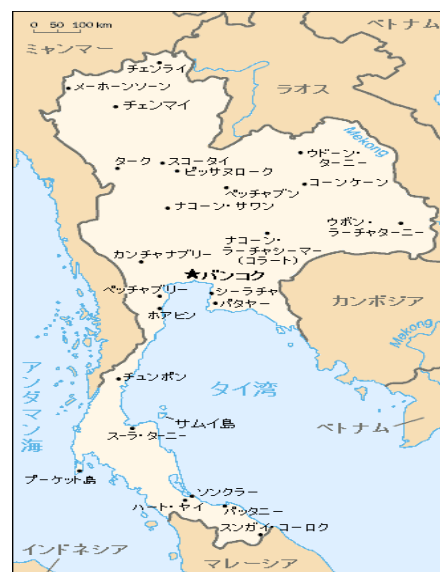 0 50 100 km
ベトナム
ミャンマー
チェンライ
メーホーンソーン
ラオス
チェンマイ
Mekong
ウドーン・
ターニー
ターク
スコータイ
ピッサヌローク
コーンケーン
ペッチャブン
ナコーン・サワン
ウボン・
ラーチャターニー
ナコーン・
ラーチャシーマー
(コラート)
カンチャナブリー
★バンコク
ペッチャブリー
シーラチャ
パタヤー
カンボジア
ホアヒン
Mekong
アンダマン海
チュンポン
タイ湾
サムイ島
ベトナム
スーラ・ターニー
プーケット島
ソンクラー
ハート・ヤイ
パッタニー
スンガイ・コーロク
インドネシア
マレーシア